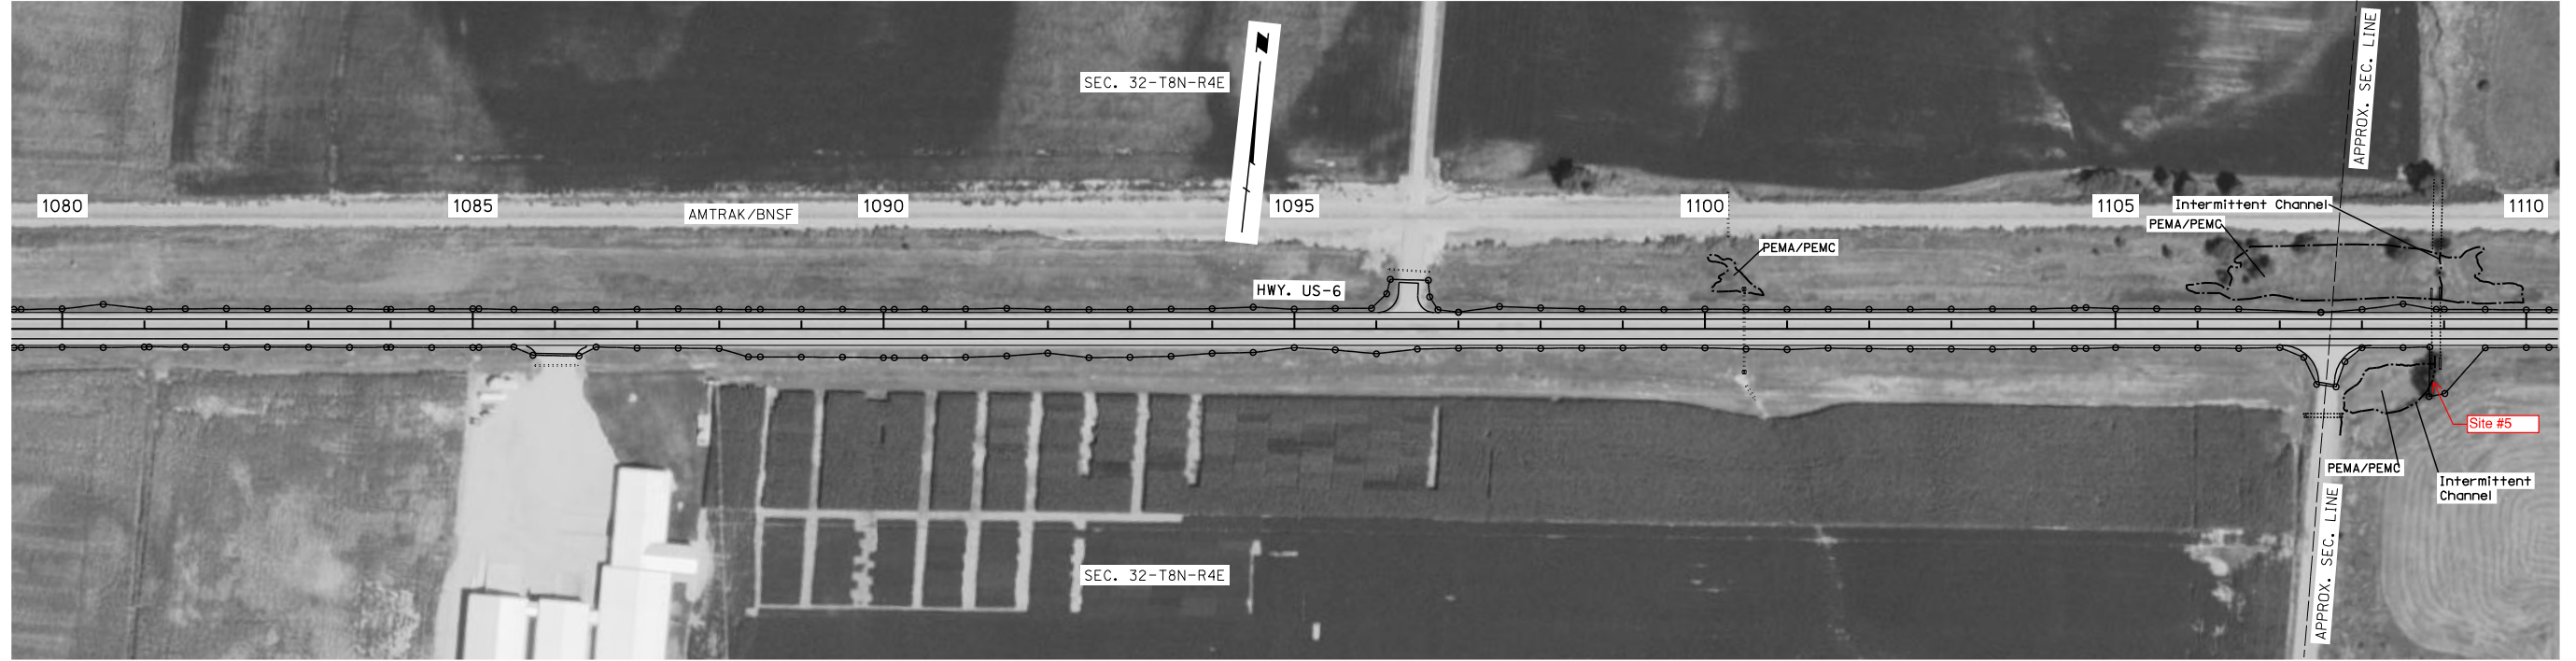 APPROX. SEC. LINE
SEC. 32-T8N-R4E
N
1080
1085
AMTRAK/BNSF
1090
1095
1100
1105
1110
Intermittent Channel
PEMA/PEMC
PEMA/PEMC
HWY. US-6
Site #5
PEMA/PEMC
Intermittent
Channel
SEC. 32-T8N-R4E
APPROX. SEC. LINE